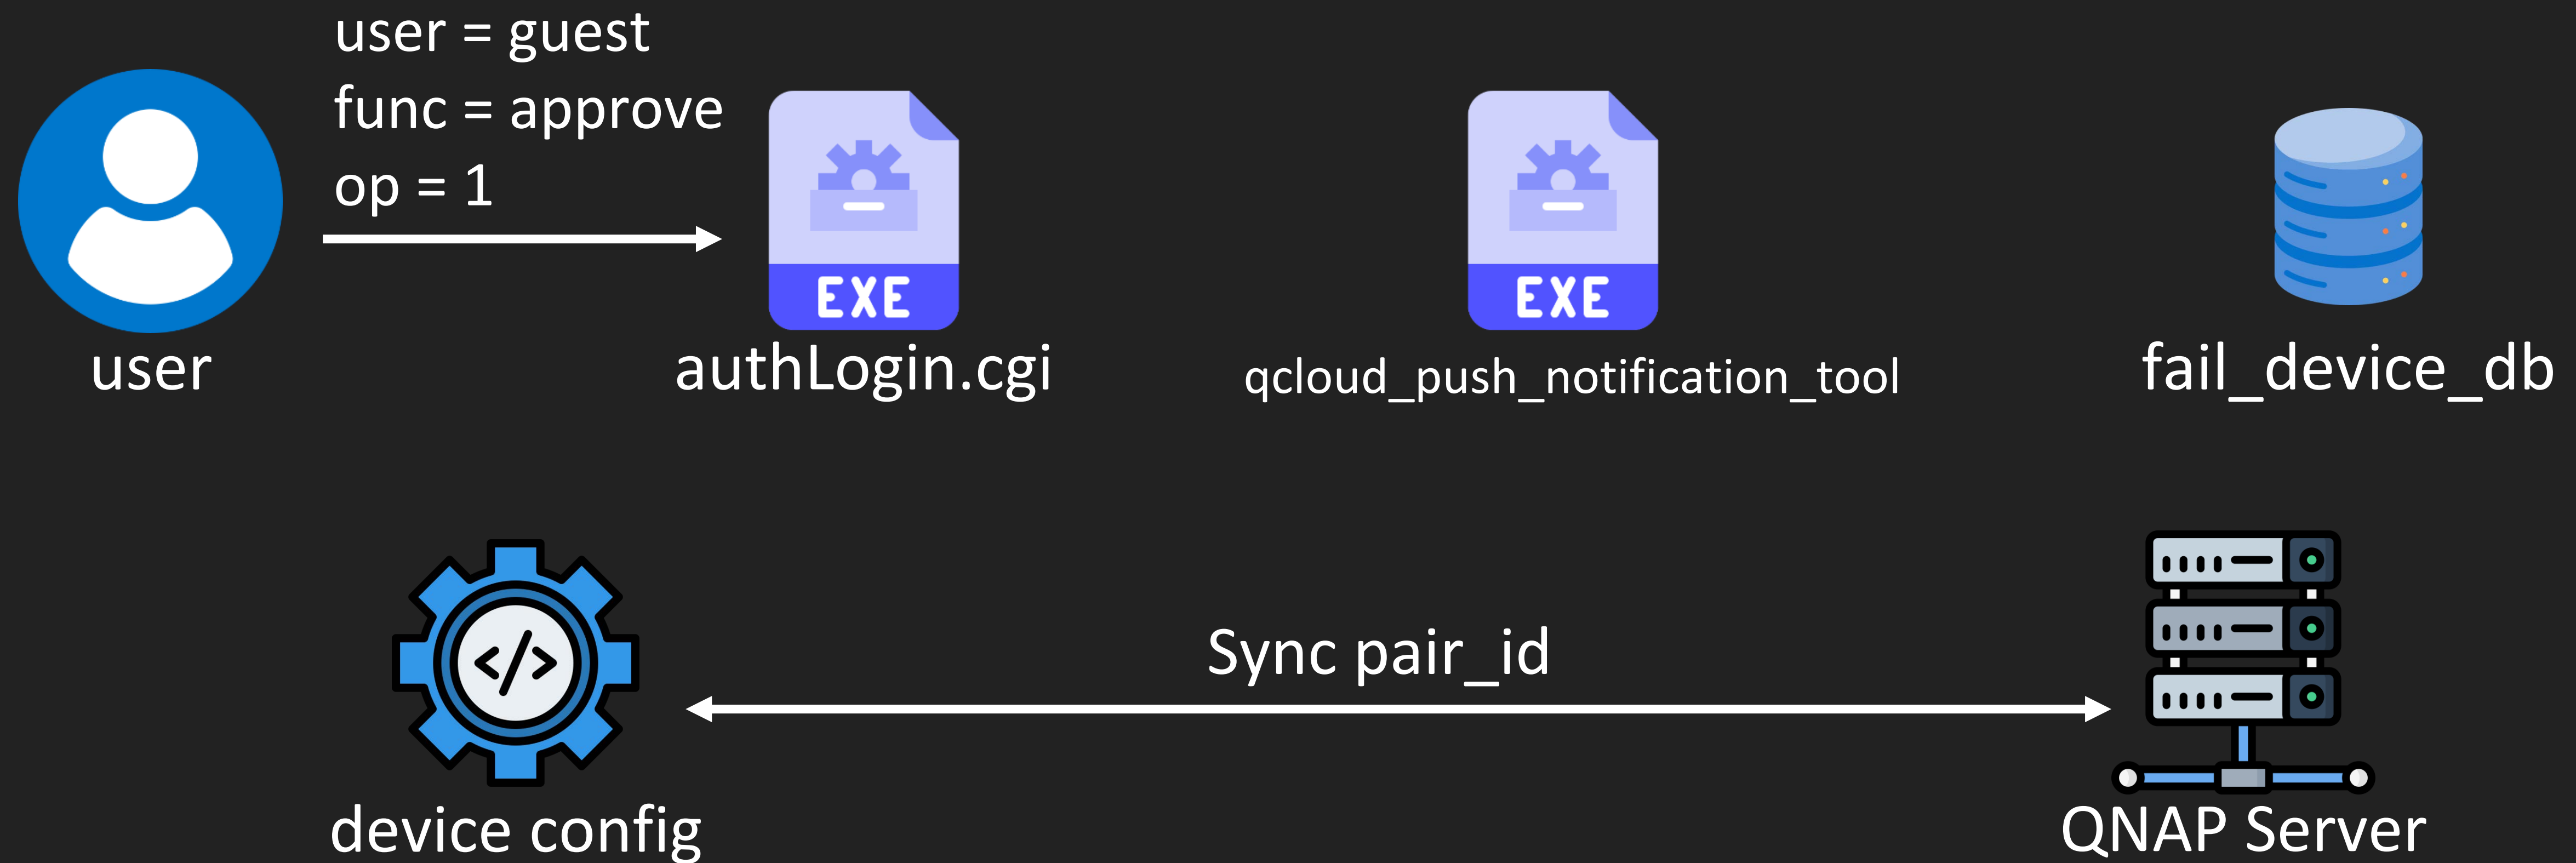 user = guest
func = approve
op = 1
EXE
EXE
user
authLogin.cgi
qcloud_push_notification_tool
fail_device_db
</>
Sync pair_id
device config
QNAP Server